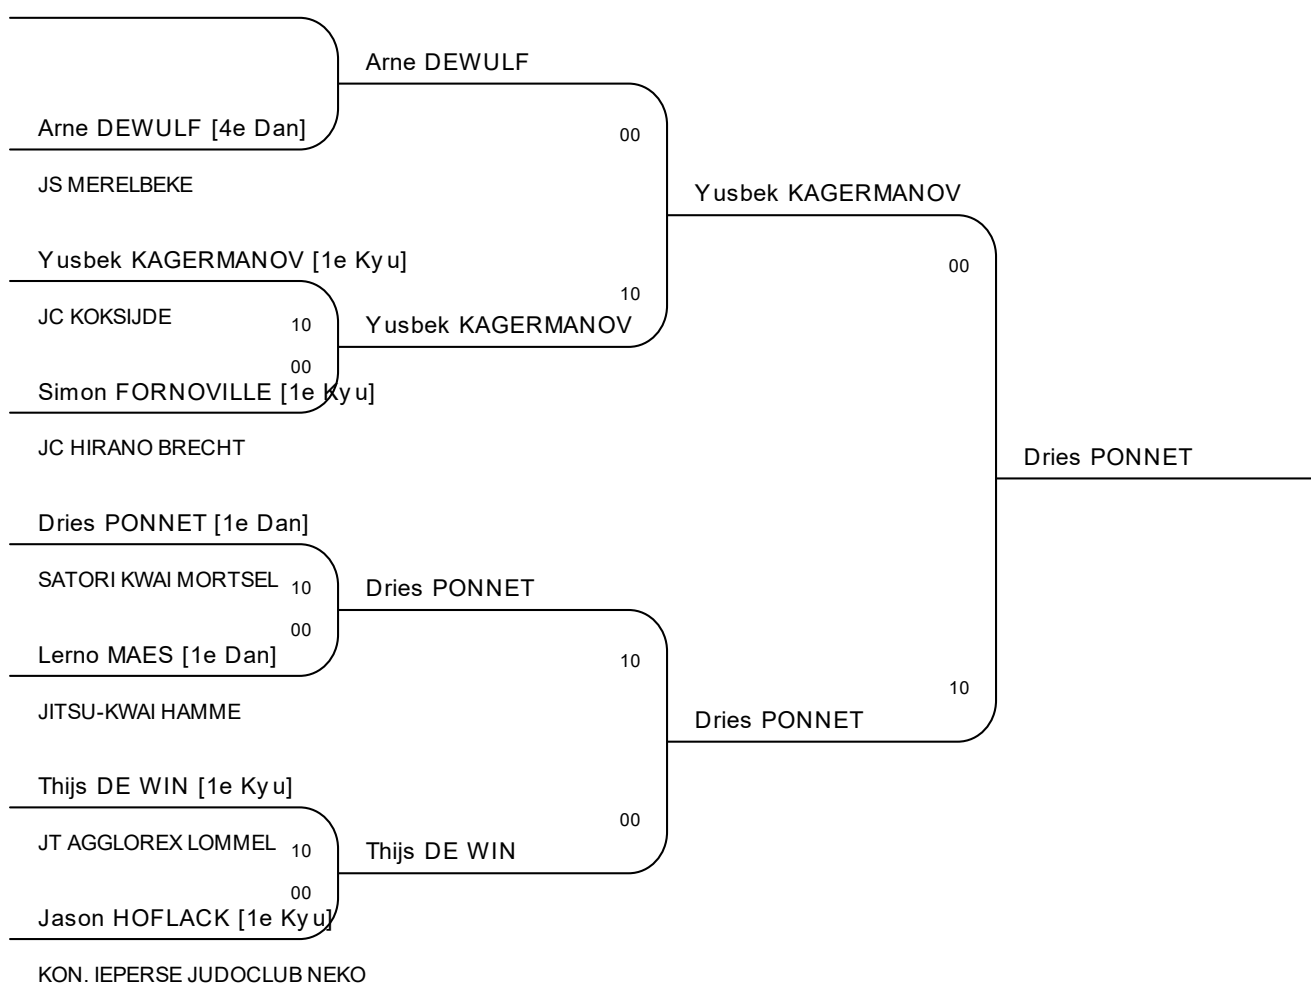 Arne DEWULF
Arne DEWULF [4e Dan]
00
JS MERELBEKE
Yusbek KAGERMANOV
Yusbek KAGERMANOV [1e Kyu]
00
10
JC KOKSIJDE
10
Yusbek KAGERMANOV
00
Simon FORNOVILLE [1e Kyu]
JC HIRANO BRECHT
Dries PONNET
Dries PONNET [1e Dan]
SATORI KWAI MORTSEL
10
Dries PONNET
00
Lerno MAES [1e Dan]
10
10
JITSU-KWAI HAMME
Dries PONNET
Thijs DE WIN [1e Kyu]
00
JT AGGLOREX LOMMEL
10
Thijs DE WIN
00
Jason HOFLACK [1e Kyu]
KON. IEPERSE JUDOCLUB NEKO